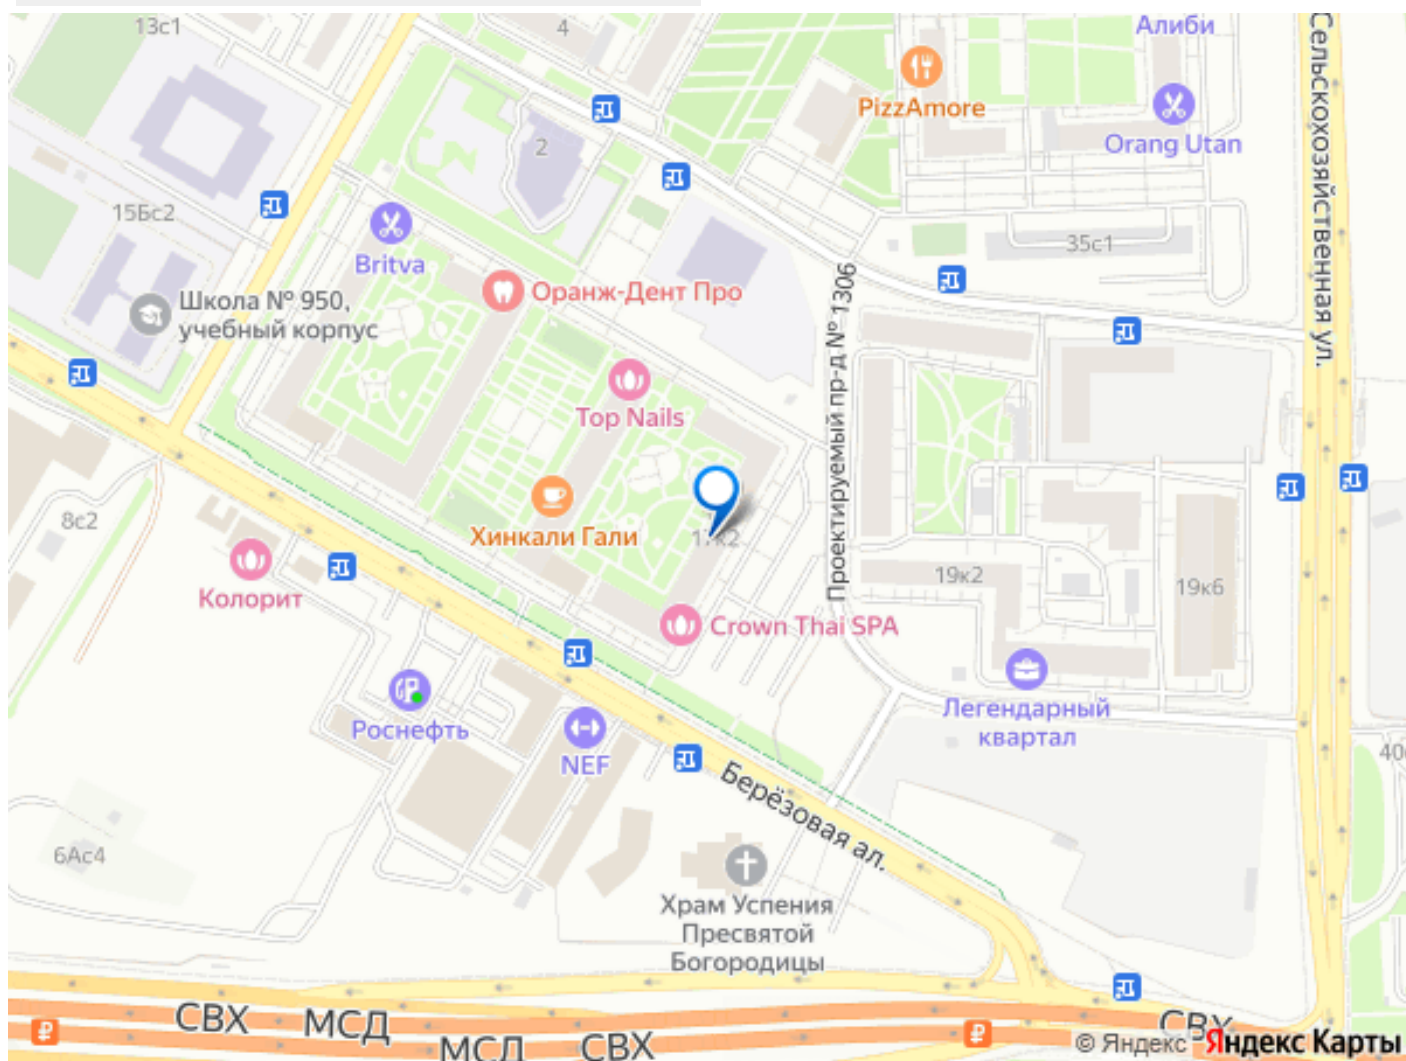 13с1
4
Алиби
PizzAmore
Orang Utan
Сельскохозяйственная ул.
2
15Бс2
Britva
35с1
Оранж-Дент Про
Школа № 950,
учебный корпус
Проектируемый пр-д № 1306
Top Nails
8с2
Хинкали Гали
17к2
19к2
19к6
Колорит
Crown Thai SPA
Роснефть
NEF
Легендарный
квартал
Берёзовая ал.
6Ас4
Храм Успения
Пресвятой
Богородицы
СВХ
МСД
МСД
СВХ
СВХ
© Яндекс
Яндекс Карты